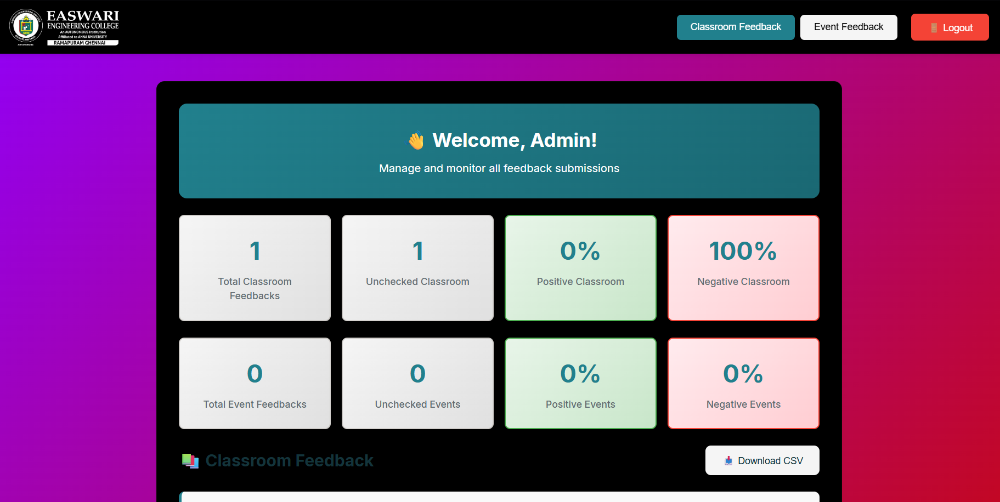 EASWARI
ENGINEERING COLLEGE
An AUTONOMOUS Institution
Affiliated to ANNA UNIVERSITY
RAMAPURAM CHENNAI
AUTONOMOUS
Classroom Feedback
Event Feedback
Logout
Welcome, Admin!
Manage and monitor all feedback submissions
1
Total Classroom
Feedbacks
1
Unchecked Classroom
0%
Positive Classroom
100%
Negative Classroom
0
Total Event Feedbacks
0
Unchecked Events
0%
Positive Events
0%
Negative Events
Classroom Feedback
Download CSV